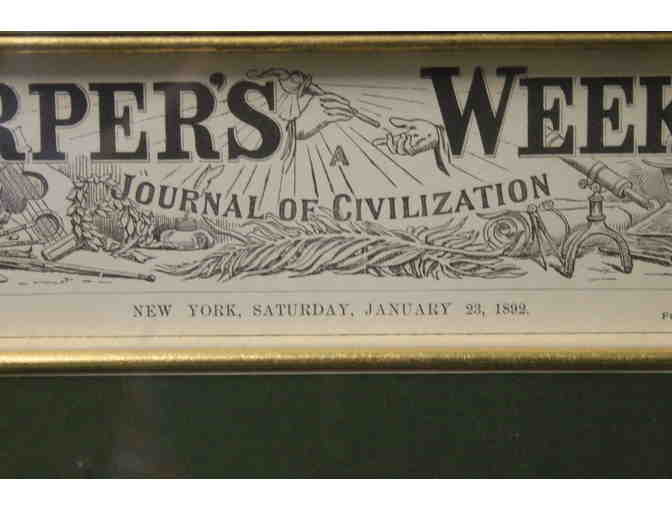 RPER'S WEEK
A
JOURNAL OF CIVILIZATION
NEW YORK, SATURDAY, JANUARY 23, 1892.